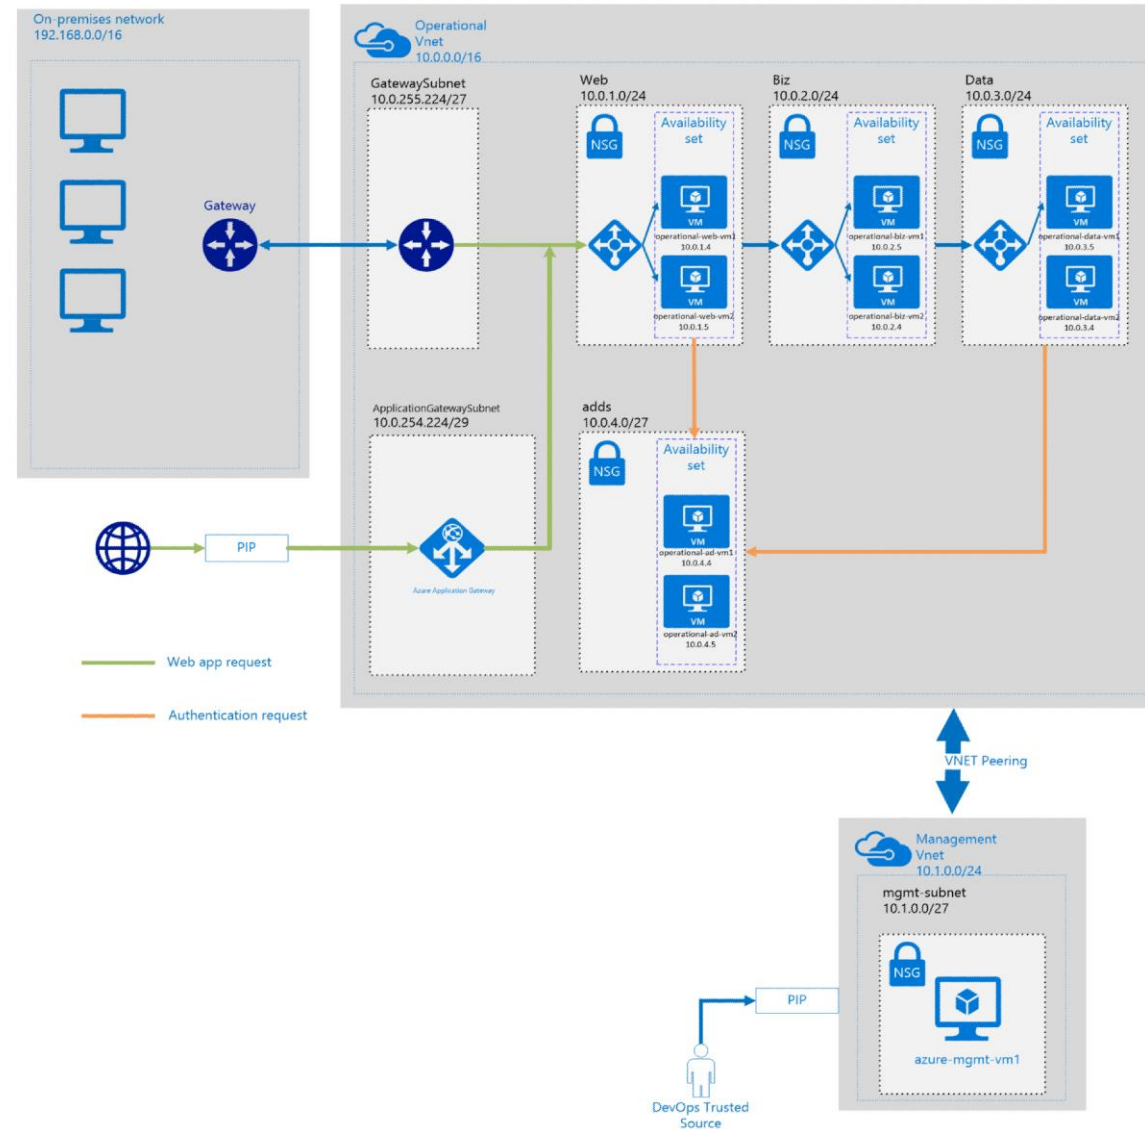 On-premises network
192.168.0.0/16
Gateway
Operational
Vnet
10.0.0.0/16
GatewaySubnet
10.0.255.224/27
Web
10.0.1.0/24
NSG
Availability
set
VM
operational-web-vm1
10.0.1.4
VM
operational-web-vm2
10.0.1.5
Biz
10.0.2.0/24
NSG
Availability
set
VM
operational-biz-vm1
10.0.2.5
VM
operational-biz-vm2
10.0.2.4
Data
10.0.3.0/24
NSG
Availability
set
VM
operational-data-vm1
10.0.3.5
VM
operational-data-vm2
10.0.3.4
ApplicationGatewaySubnet
10.0.254.224/29
Azure Application Gateway
adds
10.0.4.0/27
NSG
Availability
set
VM
operational-ad-vm1
10.0.4.4
VM
operational-ad-vm2
10.0.4.5
PIP
Web app request
Authentication request
VNET Peering
Management
Vnet
10.1.0.0/24
mgmt-subnet
10.1.0.0/27
NSG
azure-mgmt-vm1
PIP
DevOps Trusted
Source